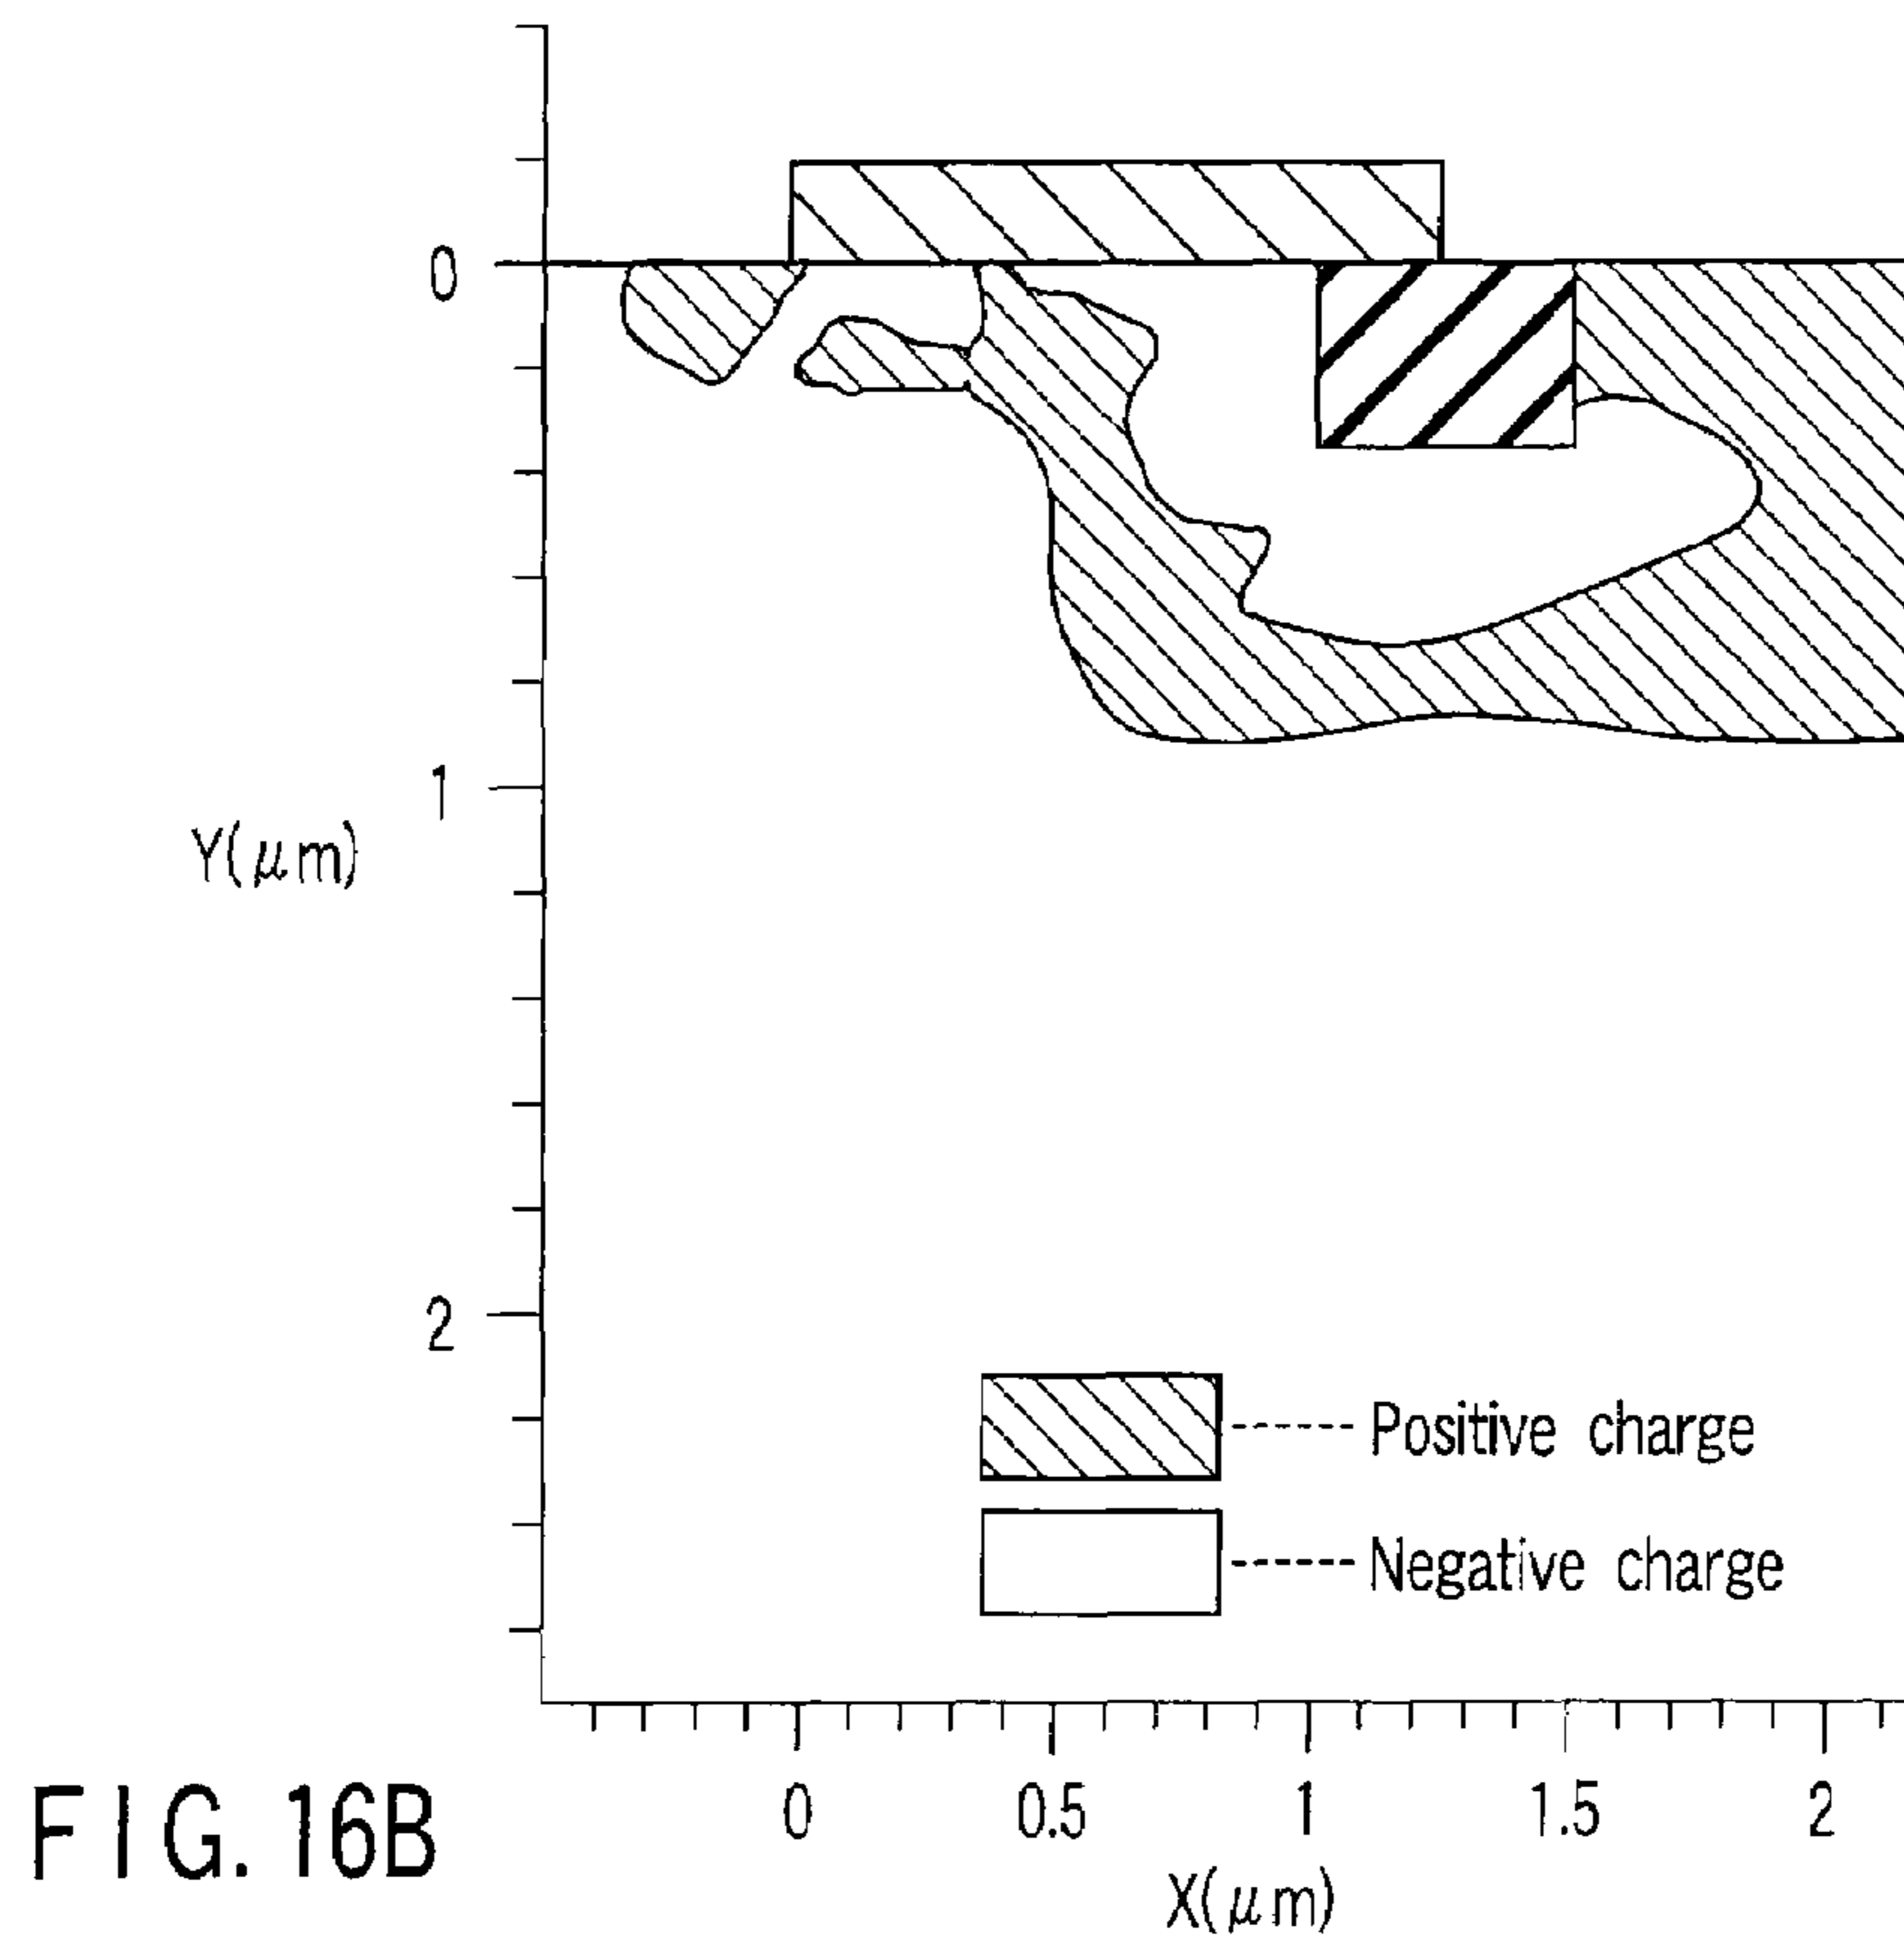 0
1
Y(μm)
2
Positive charge
Negative charge
0 0.5 1 1.5 2
X(μm)
FIG. 16B